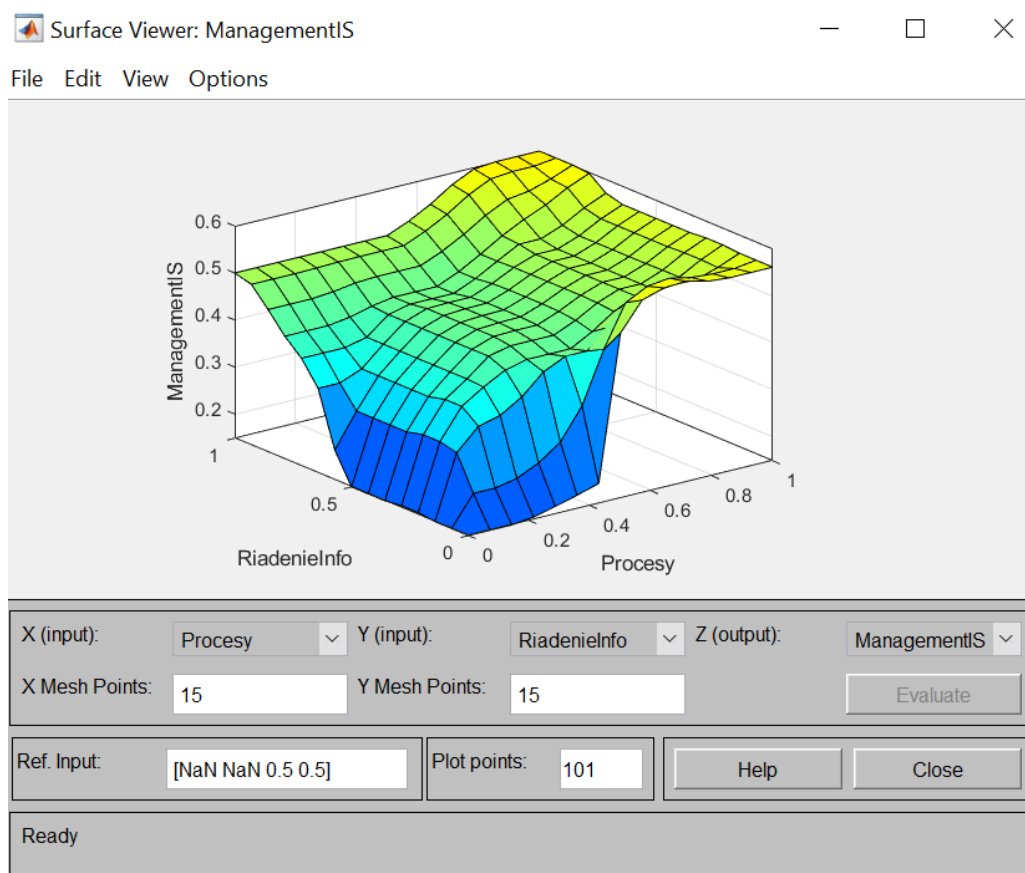 Surface Viewer: ManagementIS
File Edit View Options
0.6
0.5
0.4
0.3
0.2
ManagementIS
1
0.5
0
RiadenieInfo
0
0.2
0.4
0.6
0.8
1
Procesy
X (input): Procesy Y (input): RiadenieInfo Z (output): ManagementIS
X Mesh Points: 15 Y Mesh Points: 15 Evaluate
Ref. Input: [NaN NaN 0.5 0.5] Plot points: 101 Help Close
Ready